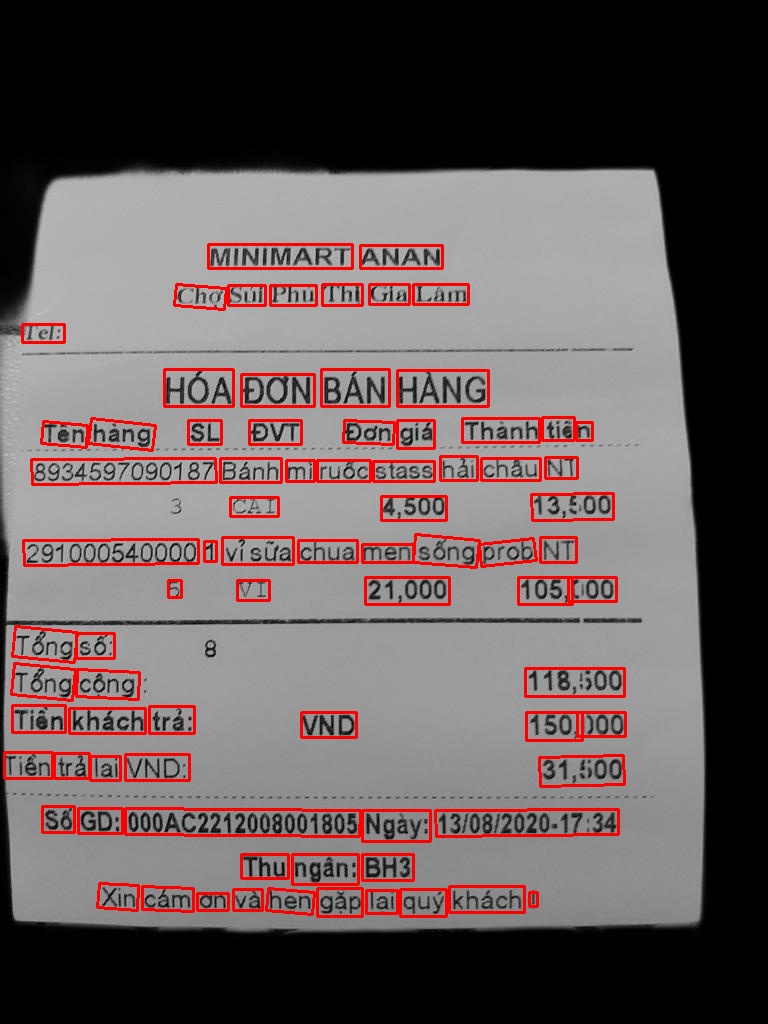 MINIMART ANAN
Chợ Sủi Phú Thị Gia Lâm
Tel:
HÓA ĐƠN BÁN HÀNG
Tên hàng SL ĐVT Đơn giá Thành tiền
8934597090187 Bánh mì ruốc stass hải châu NT
3 CAI 4,500 13,500
291000540000 1 vỉ sữa chua men sống prob NT
5 VI 21,000 105,000
Tổng số: 8
Tổng cộng : 118,500
Tiền khách trả: VND 150,000
Tiền trả lại VND: 31,500
Số GD: 000AC2212008001805 Ngày: 13/08/2020-17:34
Thu ngân: BH3
Xin cám ơn và hẹn gặp lại quý khách !